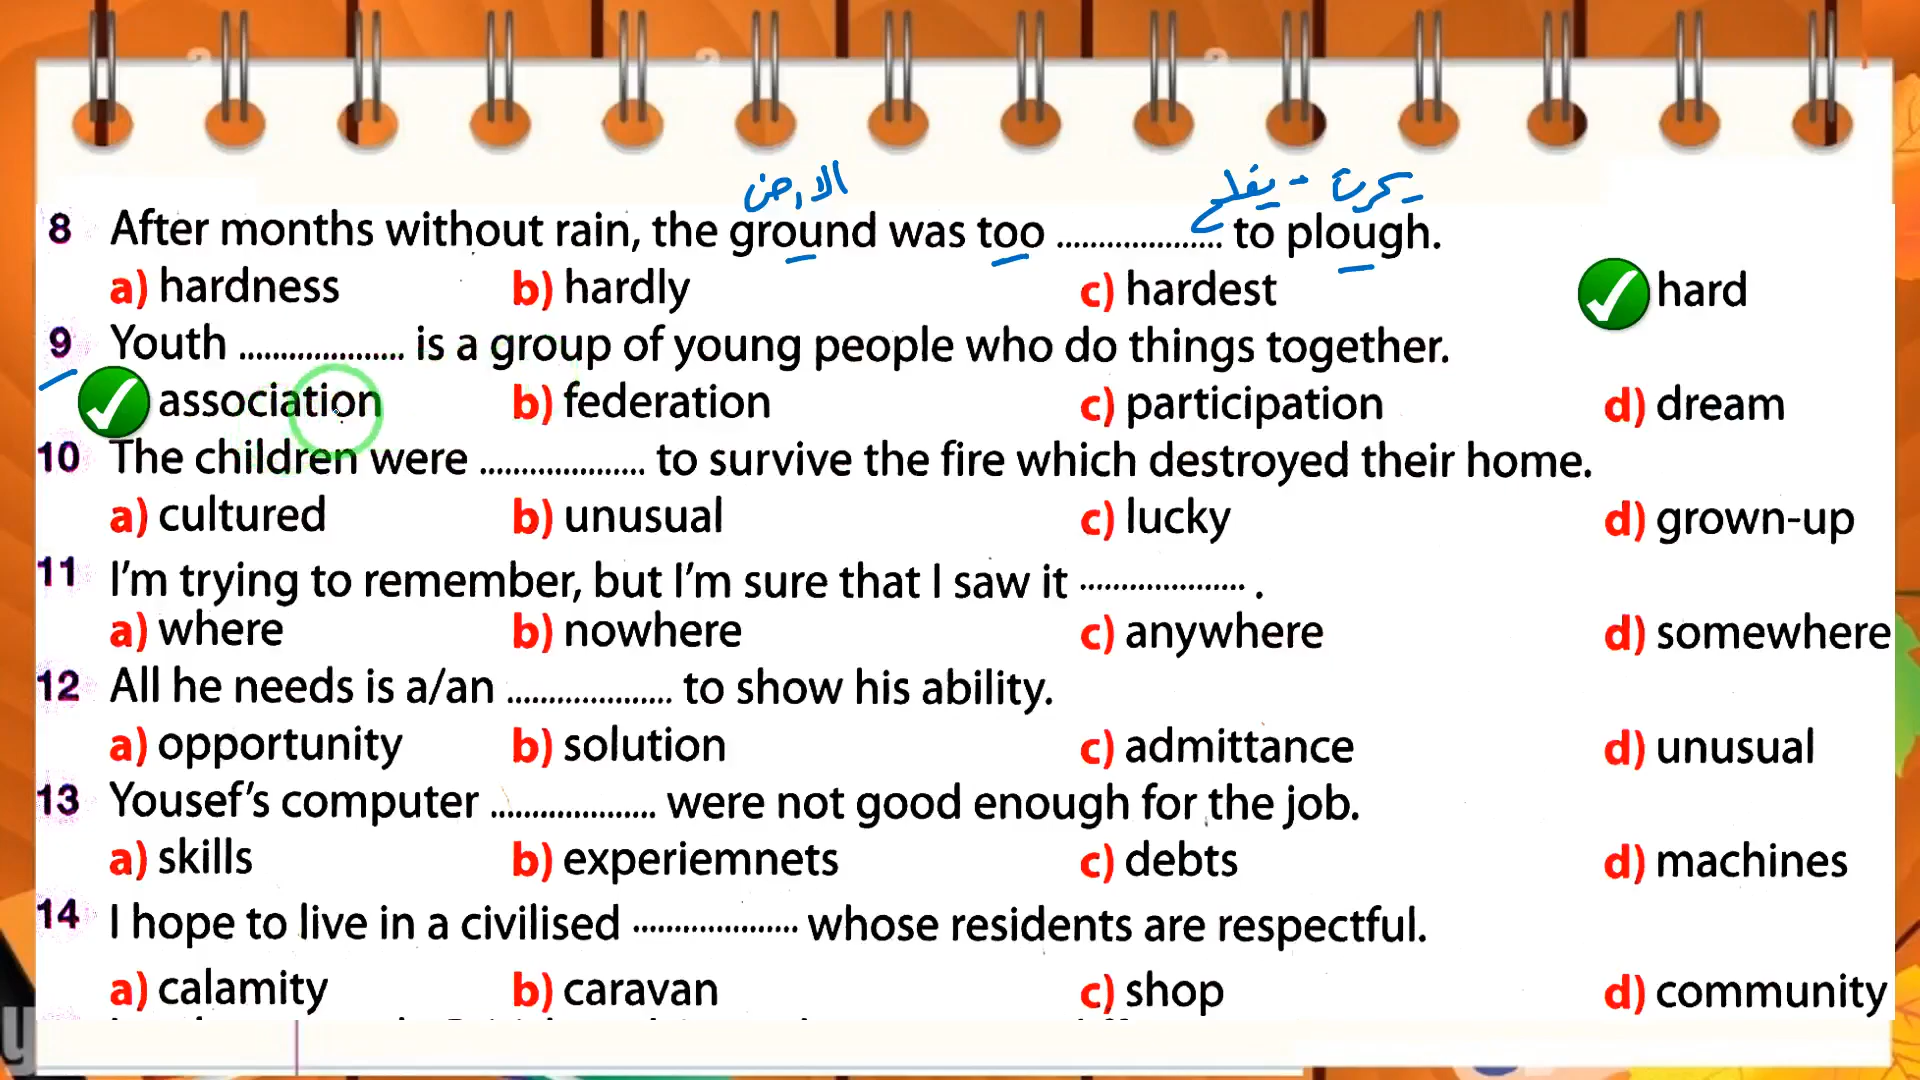 الارض يحرث - يفلح
8 After months without rain, the ground was too .................... to plough.
a) hardness b) hardly c) hardest hard
9 Youth .................... is a group of young people who do things together.
association b) federation c) participation d) dream
10 The children were .................... to survive the fire which destroyed their home.
a) cultured b) unusual c) lucky d) grown-up
11 I'm trying to remember, but I'm sure that I saw it .................... .
a) where b) nowhere c) anywhere d) somewhere
12 All he needs is a/an .................... to show his ability.
a) opportunity b) solution c) admittance d) unusual
13 Yousef's computer .................... were not good enough for the job.
a) skills b) experiemnets c) debts d) machines
14 I hope to live in a civilised .................... whose residents are respectful.
a) calamity b) caravan c) shop d) community